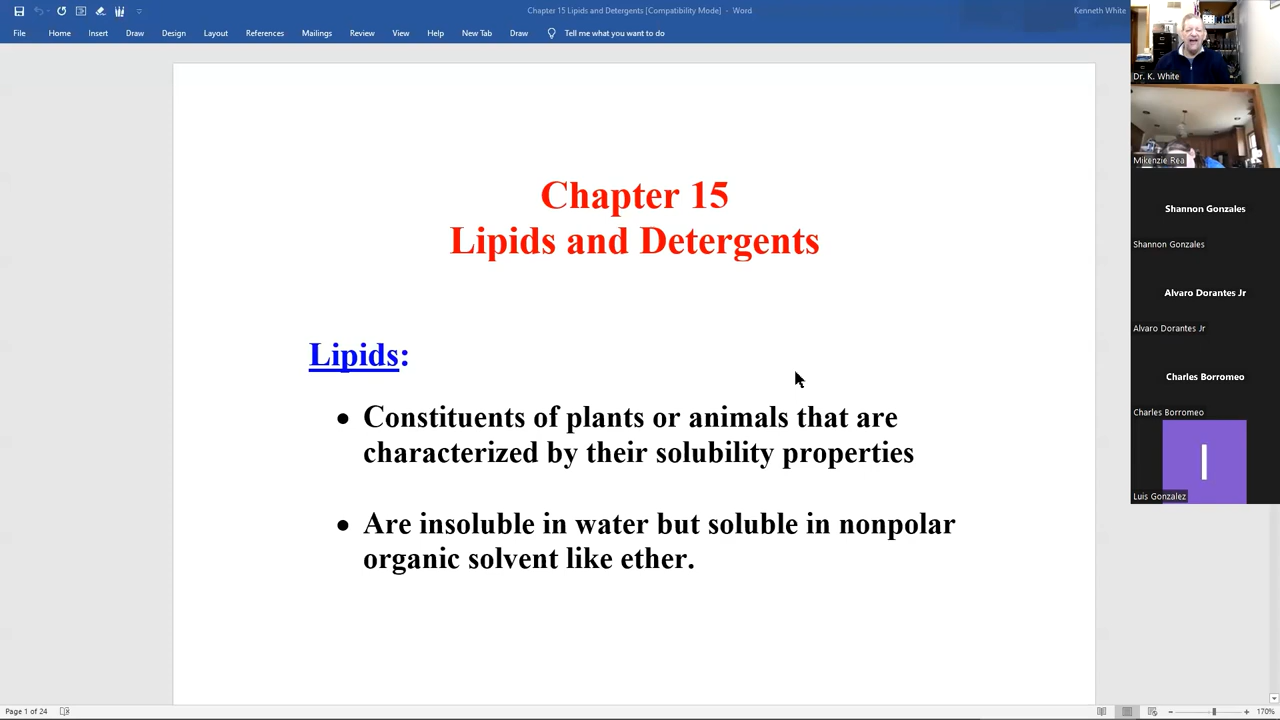 Chapter 15 Lipids and Detergents [Compatibility Mode] - Word
Kenneth White
File Home Insert Draw Design Layout References Mailings Review View Help New Tab Draw Tell me what you want to do
Chapter 15
Lipids and Detergents
Lipids:
• Constituents of plants or animals that are
characterized by their solubility properties
• Are insoluble in water but soluble in nonpolar
organic solvent like ether.
Dr. K. White
Mikenzie Rea
Shannon Gonzales
Shannon Gonzales
Alvaro Dorantes Jr
Alvaro Dorantes Jr
Charles Borromeo
Charles Borromeo
l
Luis Gonzalez
Page 1 of 24
170%